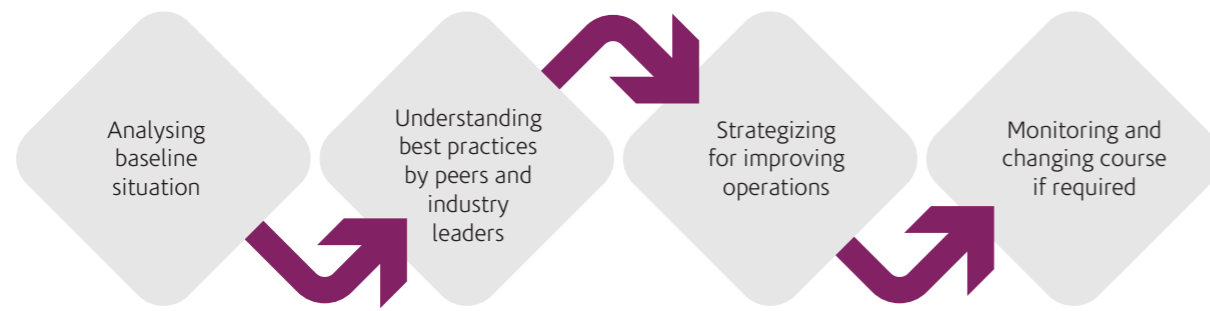 Analysing
baseline
situation
Understanding
best practices
by peers and
industry
leaders
Strategizing
for improving
operations
Monitoring and
changing course
if required